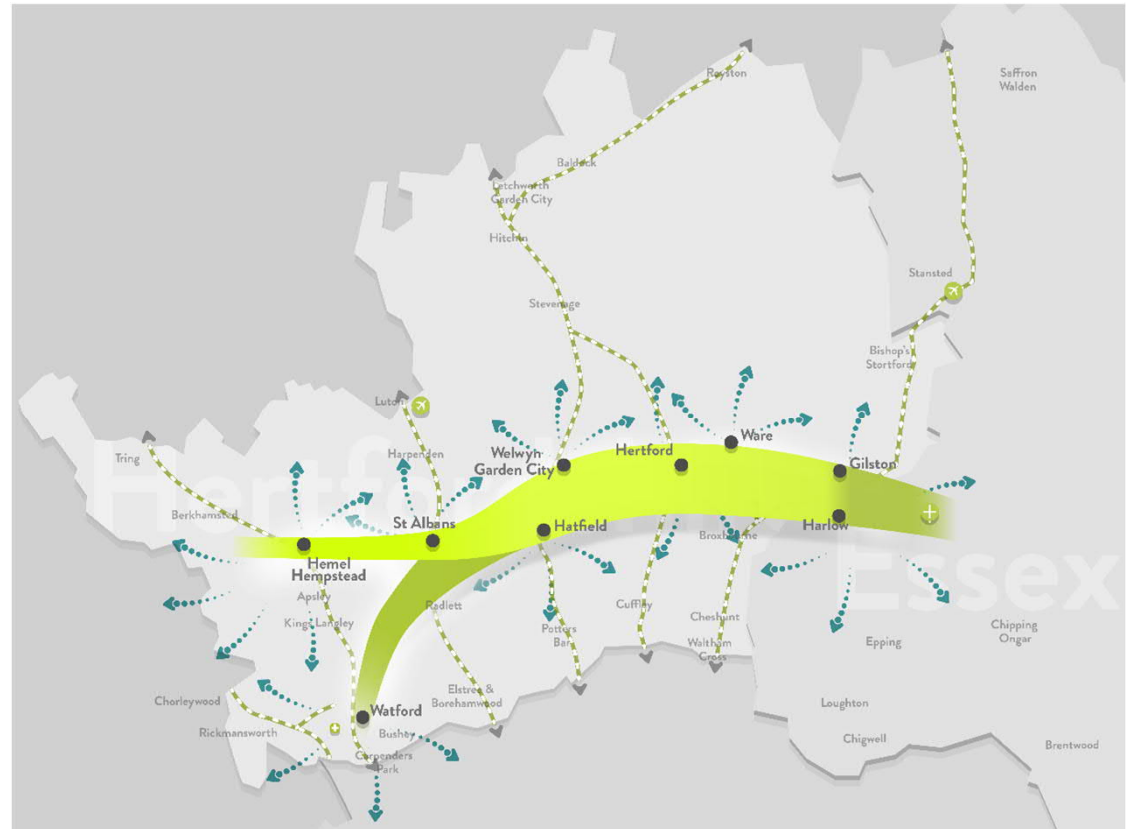 Royston
Saffron
Walden
Baldock
Letchworth
Garden City
Hitchin
Stansted
Stevenage
Bishop's
Stortford
Luton
Ware
Tring
Harpenden
Welwyn
Garden City
Hertford
Gilston
Hertfordshire
Berkhamsted
St Albans
Hatfield
Harlow
Broxbourne
Hemel
Hempstead
Essex
Apsley
Radlett
Cuffley
Kings Langley
Cheshunt
Potters
Bar
Waltham
Cross
Epping
Chipping
Ongar
Chorleywood
Elstree &
Borehamwood
Watford
Loughton
Rickmansworth
Bushey
Chigwell
Brentwood
Carpenders
Park